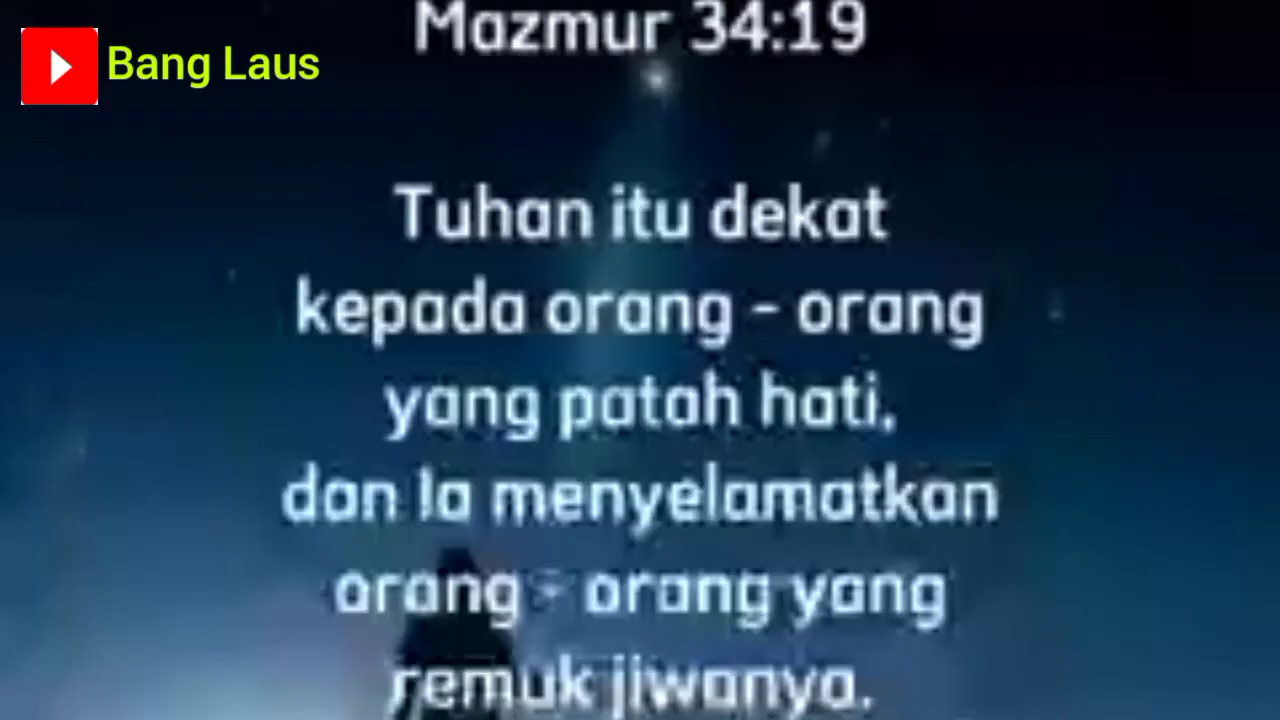 Mazmur 34:19
Bang Laus
Tuhan itu dekat
kepada orang - orang
yang patah hati,
dan Ia menyelamatkan
orang - orang yang
remuk jiwanya.